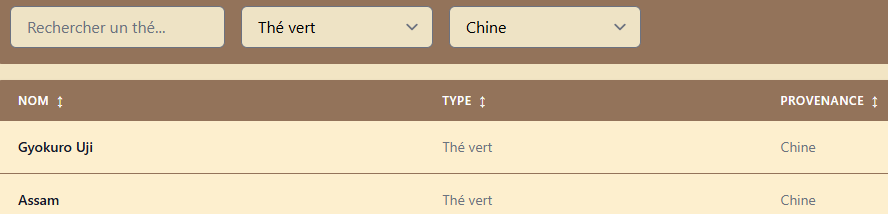 Rechercher un thé... Thé vert Chine
NOM ↕ TYPE ↕ PROVENANCE ↕
Gyokuro Uji Thé vert Chine
Assam Thé vert Chine